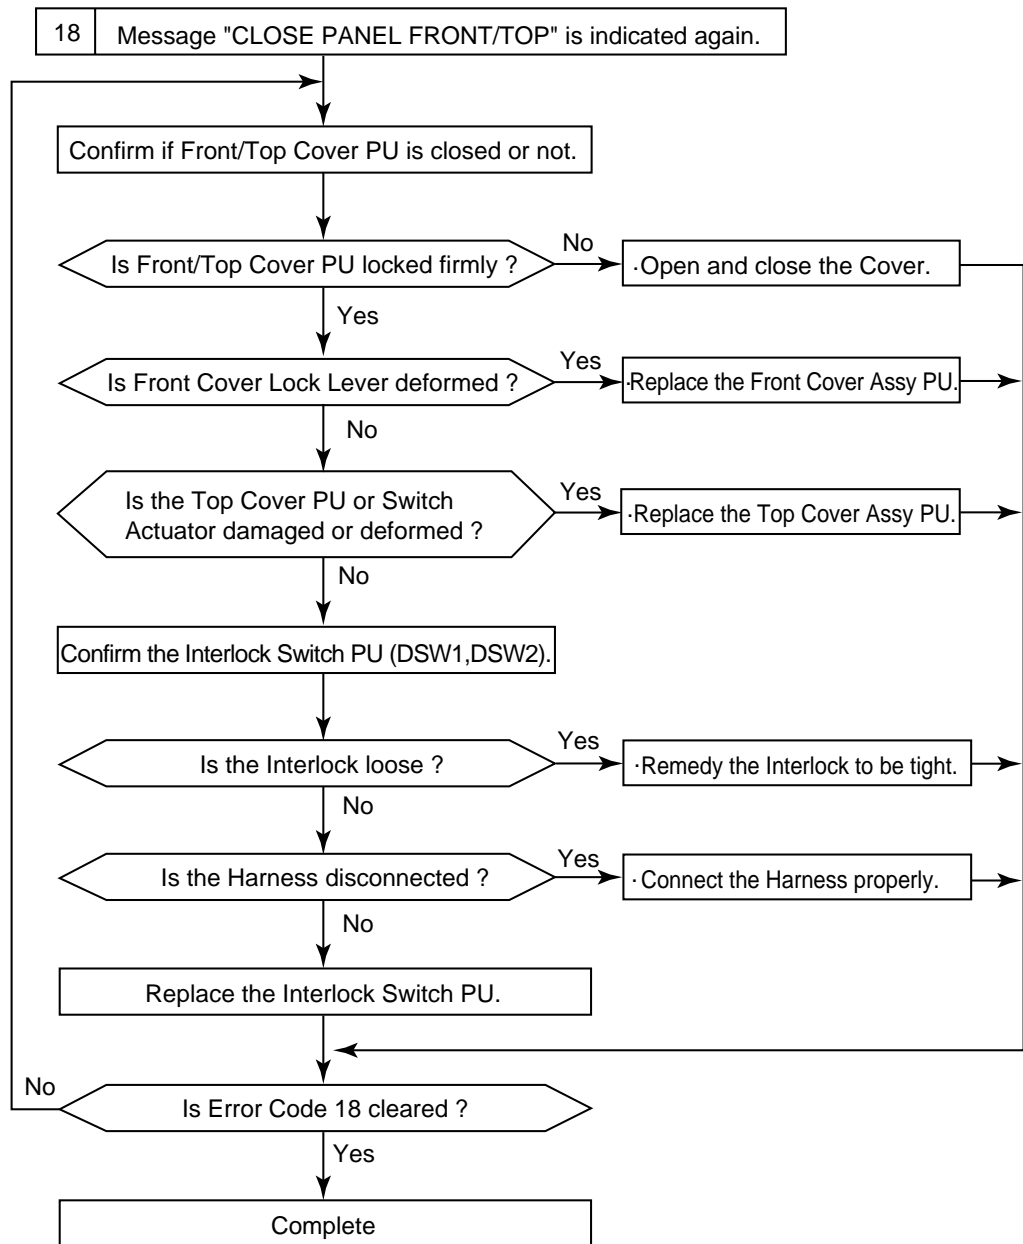 18 Message "CLOSE PANEL FRONT/TOP" is indicated again.
Confirm if Front/Top Cover PU is closed or not.
Is Front/Top Cover PU locked firmly ?
No
·Open and close the Cover.
Yes
Is Front Cover Lock Lever deformed ?
Yes
·Replace the Front Cover Assy PU.
No
Is the Top Cover PU or Switch
Actuator damaged or deformed ?
Yes
·Replace the Top Cover Assy PU.
No
Confirm the Interlock Switch PU (DSW1,DSW2).
Is the Interlock loose ?
Yes
·Remedy the Interlock to be tight.
No
Is the Harness disconnected ?
Yes
·Connect the Harness properly.
No
Replace the Interlock Switch PU.
No
Is Error Code 18 cleared ?
Yes
Complete